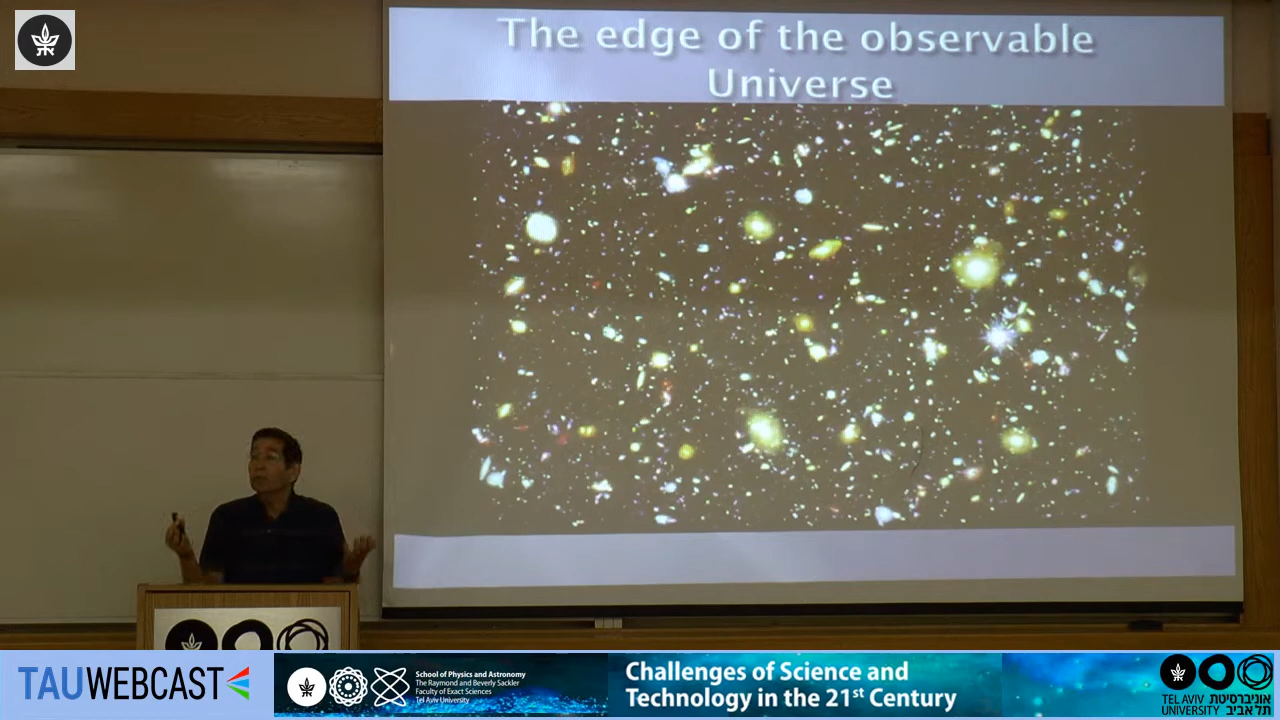 The edge of the observable
Universe
TAUWEBCAST
School of Physics and Astronomy
The Raymond and Beverly Sackler
Faculty of Exact Sciences
Tel Aviv University
Challenges of Science and
Technology in the 21st Century
TEL AVIV אוניברסיטת
UNIVERSITY תל אביב